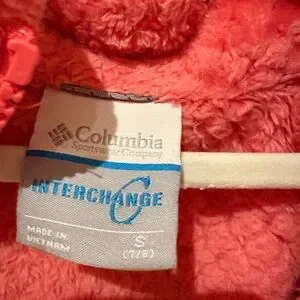 Columbia
Sportswear Company
INTERCHANGE
MADE IN:
VIETNAM
S
(7/8)